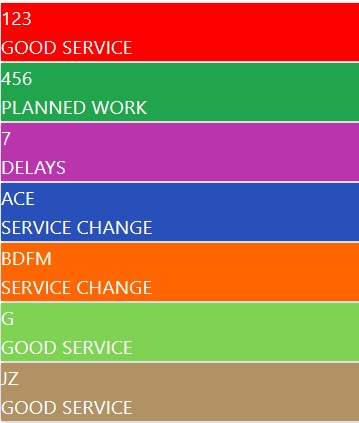 123
GOOD SERVICE
456
PLANNED WORK
7
DELAYS
ACE
SERVICE CHANGE
BDFM
SERVICE CHANGE
G
GOOD SERVICE
JZ
GOOD SERVICE